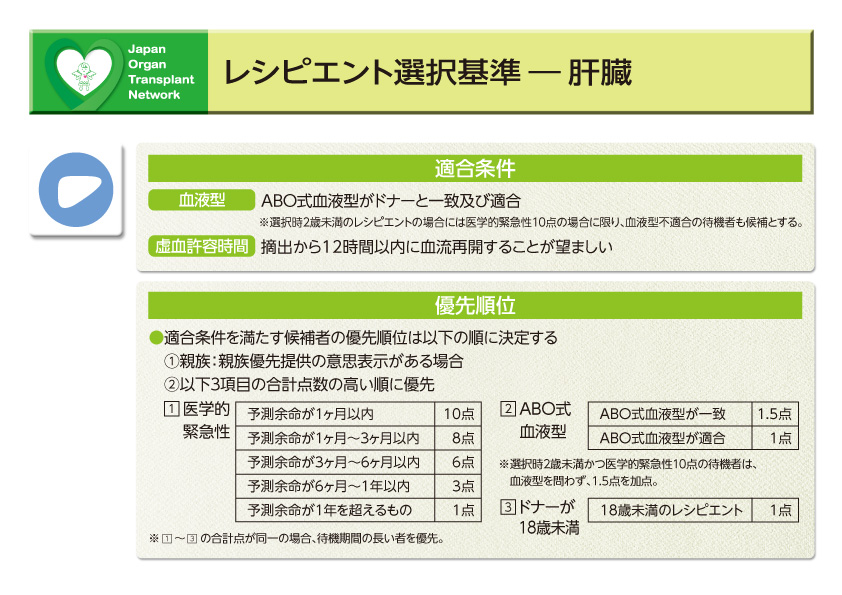 Japan
Organ
Transplant
Network
レシピエント選択基準 ― 肝臓
適合条件
血液型 ABO式血液型がドナーと一致及び適合
※選択時2歳未満のレシピエントの場合には医学的緊急性10点の場合に限り、血液型不適合の待機者も候補とする。
虚血許容時間 摘出から12時間以内に血流再開することが望ましい
優先順位
●適合条件を満たす候補者の優先順位は以下の順に決定する
①親族：親族優先提供の意思表示がある場合
②以下3項目の合計点数の高い順に優先
1 医学的緊急性
予測余命が1ヶ月以内 10点
予測余命が1ヶ月～3ヶ月以内 8点
予測余命が3ヶ月～6ヶ月以内 6点
予測余命が6ヶ月～1年以内 3点
予測余命が1年を超えるもの 1点
2 ABO式
血液型
ABO式血液型が一致 1.5点
ABO式血液型が適合 1点
※選択時2歳未満かつ医学的緊急性10点の待機者は、
血液型を問わず、1.5点を加点。
3 ドナーが
18歳未満
18歳未満のレシピエント 1点
※ 1 ～ 3 の合計点が同一の場合、待機期間の長い者を優先。